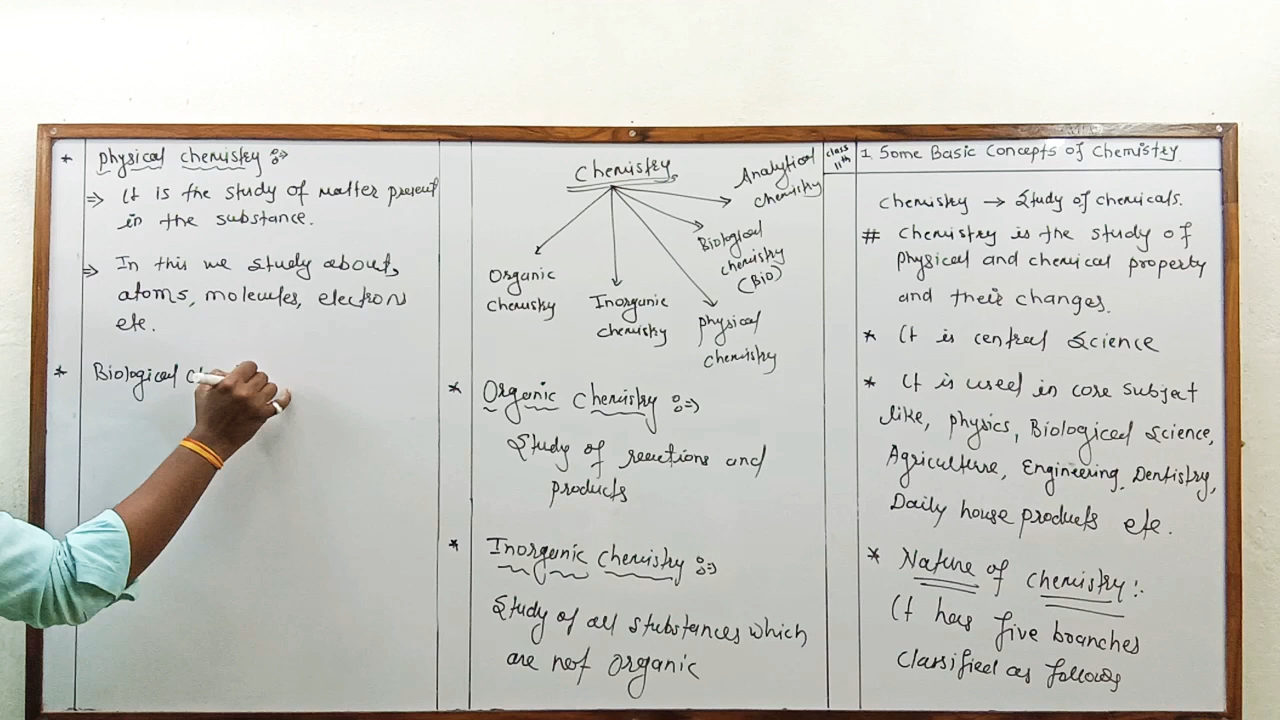 class
11th
1. Some Basic Concepts of Chemistry
Chemistry → Study of chemicals.
# Chemistry is the study of
physical and chemical property
and their changes.
* It is central Science
* It is used in core subject
like, physics, Biological Science,
Agriculture, Engineering, Dentistry,
Daily house products etc.
* Nature of chemistry:.
It has five branches
classified as follows
Chemistry
Analytical
chemistry
Biological
chemistry
(Bio)
physical
chemistry
Inorganic
chemistry
Organic
chemistry
* Organic Chemistry
Study of reactions and
products
* Inorganic Chemistry
Study of all stubstances which
are not organic
* physical chemistry
⇒ It is the study of matter present
in the substance.
⇒ In this we study about,
atoms, molecules, electrons
etc.
* Biological